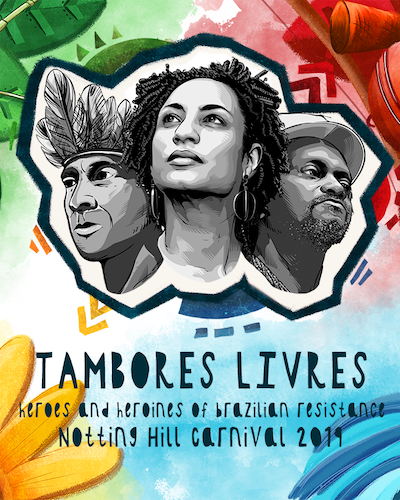 TAMBORES LIVRES
heroes and heroines of brazilian resistance
Notting Hill Carnival 2019